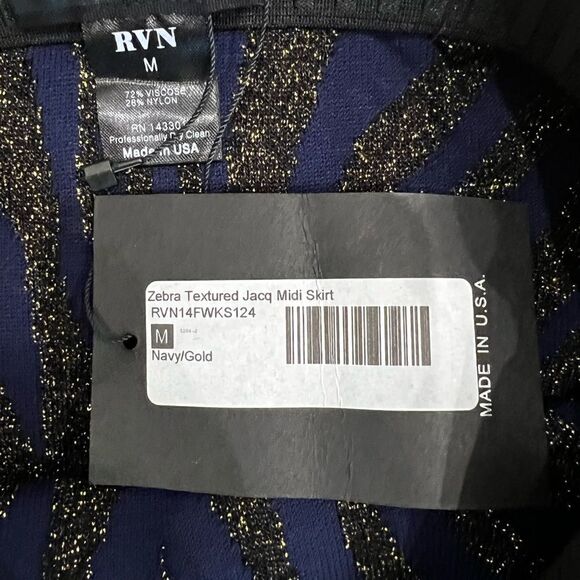 RVN
M
72% VISCOSE
28% NYLON
RN 14330
Professionally Dry Clean
Made in USA
Zebra Textured Jacq Midi Skirt
RVN14FWKS124
M
Navy/Gold
MADE IN U.S.A.